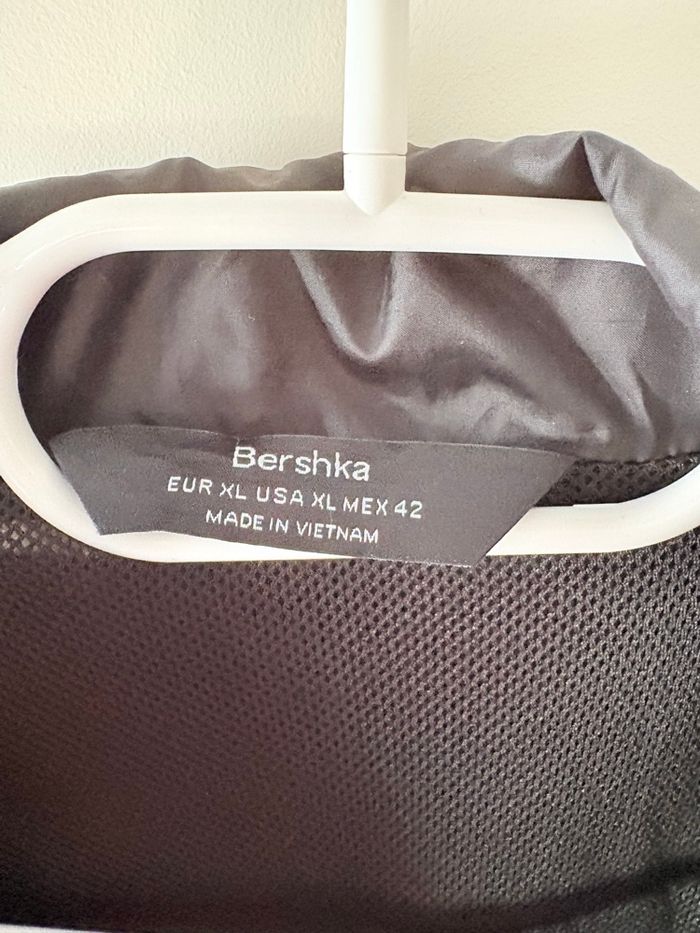 Bershka
EUR XL USA XL MEX 42
MADE IN VIETNAM